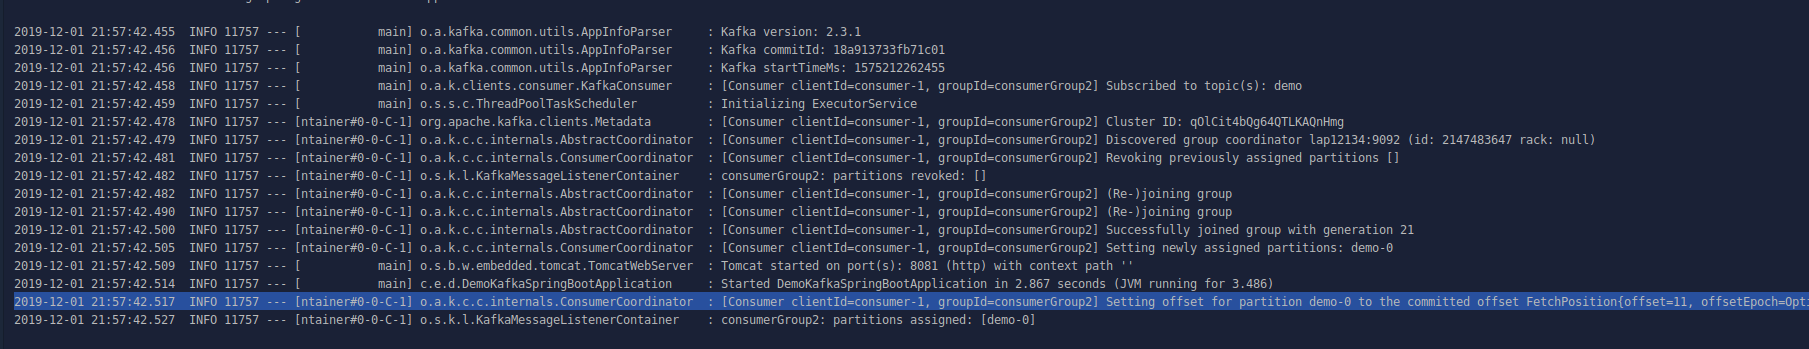 2019-12-01 21:57:42.455  INFO 11757 --- [           main] o.a.kafka.common.utils.AppInfoParser     : Kafka version: 2.3.1
2019-12-01 21:57:42.456  INFO 11757 --- [           main] o.a.kafka.common.utils.AppInfoParser     : Kafka commitId: 18a913733fb71c01
2019-12-01 21:57:42.456  INFO 11757 --- [           main] o.a.kafka.common.utils.AppInfoParser     : Kafka startTimeMs: 1575212262455
2019-12-01 21:57:42.458  INFO 11757 --- [           main] o.a.k.clients.consumer.KafkaConsumer     : [Consumer clientId=consumer-1, groupId=consumerGroup2] Subscribed to topic(s): demo
2019-12-01 21:57:42.459  INFO 11757 --- [           main] o.s.s.c.ThreadPoolTaskScheduler          : Initializing ExecutorService
2019-12-01 21:57:42.478  INFO 11757 --- [ntainer#0-0-C-1] org.apache.kafka.clients.Metadata        : [Consumer clientId=consumer-1, groupId=consumerGroup2] Cluster ID: qOlCit4bQg64QTLKAQnHmg
2019-12-01 21:57:42.479  INFO 11757 --- [ntainer#0-0-C-1] o.a.k.c.c.internals.AbstractCoordinator  : [Consumer clientId=consumer-1, groupId=consumerGroup2] Discovered group coordinator lap12134:9092 (id: 2147483647 rack: null)
2019-12-01 21:57:42.481  INFO 11757 --- [ntainer#0-0-C-1] o.a.k.c.c.internals.ConsumerCoordinator  : [Consumer clientId=consumer-1, groupId=consumerGroup2] Revoking previously assigned partitions []
2019-12-01 21:57:42.482  INFO 11757 --- [ntainer#0-0-C-1] o.s.k.l.KafkaMessageListenerContainer    : consumerGroup2: partitions revoked: []
2019-12-01 21:57:42.482  INFO 11757 --- [ntainer#0-0-C-1] o.a.k.c.c.internals.AbstractCoordinator  : [Consumer clientId=consumer-1, groupId=consumerGroup2] (Re-)joining group
2019-12-01 21:57:42.490  INFO 11757 --- [ntainer#0-0-C-1] o.a.k.c.c.internals.AbstractCoordinator  : [Consumer clientId=consumer-1, groupId=consumerGroup2] (Re-)joining group
2019-12-01 21:57:42.500  INFO 11757 --- [ntainer#0-0-C-1] o.a.k.c.c.internals.AbstractCoordinator  : [Consumer clientId=consumer-1, groupId=consumerGroup2] Successfully joined group with generation 21
2019-12-01 21:57:42.505  INFO 11757 --- [ntainer#0-0-C-1] o.a.k.c.c.internals.ConsumerCoordinator  : [Consumer clientId=consumer-1, groupId=consumerGroup2] Setting newly assigned partitions: demo-0
2019-12-01 21:57:42.509  INFO 11757 --- [           main] o.s.b.w.embedded.tomcat.TomcatWebServer  : Tomcat started on port(s): 8081 (http) with context path ''
2019-12-01 21:57:42.514  INFO 11757 --- [           main] c.e.d.DemoKafkaSpringBootApplication     : Started DemoKafkaSpringBootApplication in 2.867 seconds (JVM running for 3.486)
2019-12-01 21:57:42.517  INFO 11757 --- [ntainer#0-0-C-1] o.a.k.c.c.internals.ConsumerCoordinator  : [Consumer clientId=consumer-1, groupId=consumerGroup2] Setting offset for partition demo-0 to the committed offset FetchPosition{offset=11, offsetEpoch=Opti
2019-12-01 21:57:42.527  INFO 11757 --- [ntainer#0-0-C-1] o.s.k.l.KafkaMessageListenerContainer    : consumerGroup2: partitions assigned: [demo-0]